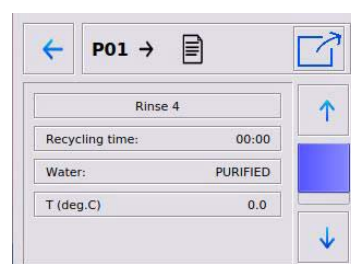 P01 →
Rinse 4
Recycling time: 00:00
Water: PURIFIED
T (deg.C) 0.0